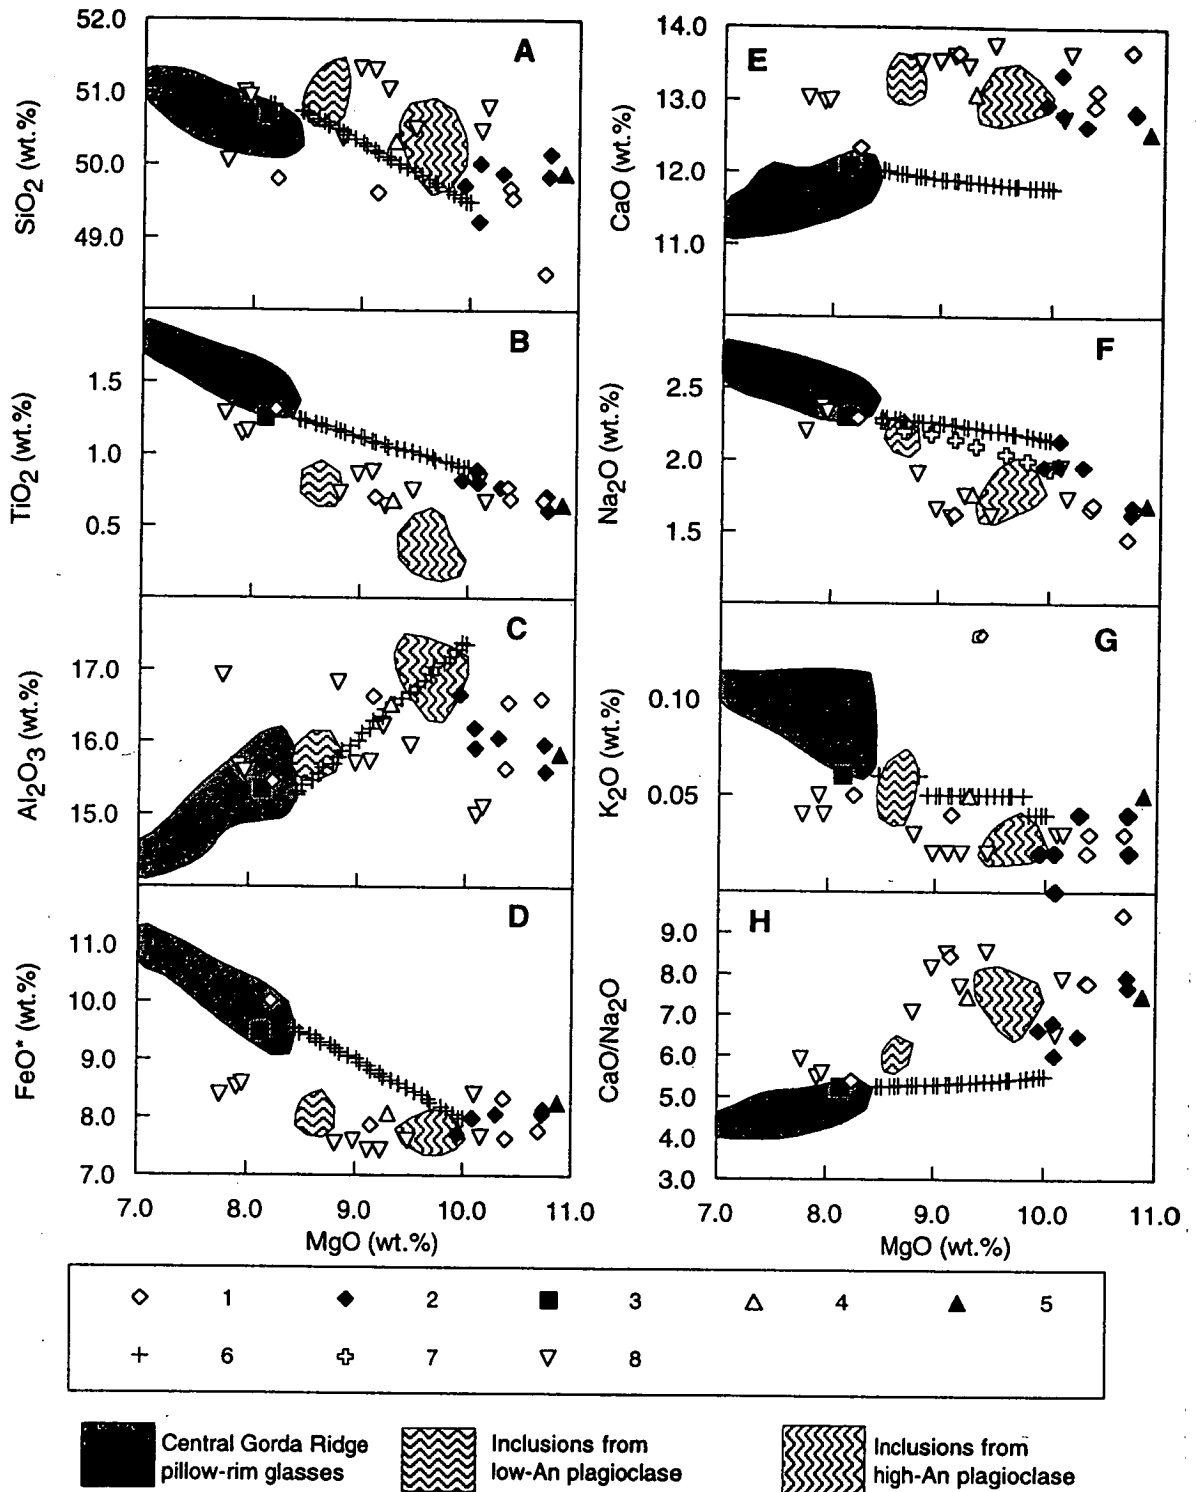 52.0
51.0
50.0
49.0
SiO2 (wt.%)
A
1.5
1.0
0.5
TiO2 (wt.%)
B
17.0
16.0
15.0
Al2O3 (wt.%)
C
11.0
10.0
9.0
8.0
7.0
FeO* (wt.%)
D
7.0 8.0 9.0 10.0 11.0
MgO (wt.%)
14.0
13.0
12.0
11.0
CaO (wt.%)
E
2.5
2.0
1.5
Na2O (wt.%)
F
0.10
0.05
K2O (wt.%)
G
9.0
8.0
7.0
6.0
5.0
4.0
3.0
CaO/Na2O
H
7.0 8.0 9.0 10.0 11.0
MgO (wt.%)
1 2 3 4 5
6 7 8
Central Gorda Ridge
pillow-rim glasses
Inclusions from
low-An plagioclase
Inclusions from
high-An plagioclase